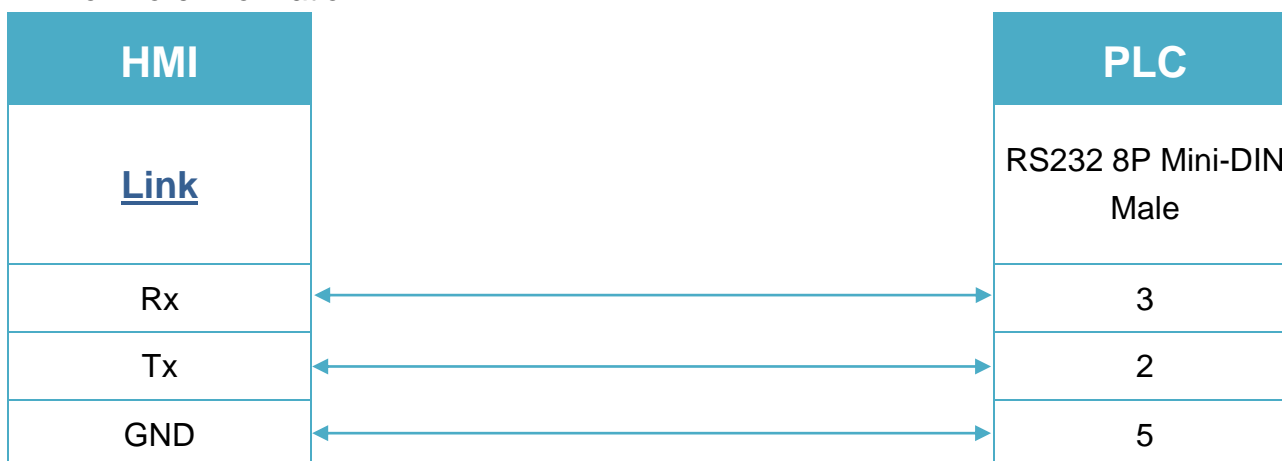 HMI
PLC
Link
RS232 8P Mini-DIN
Male
Rx
3
Tx
2
GND
5